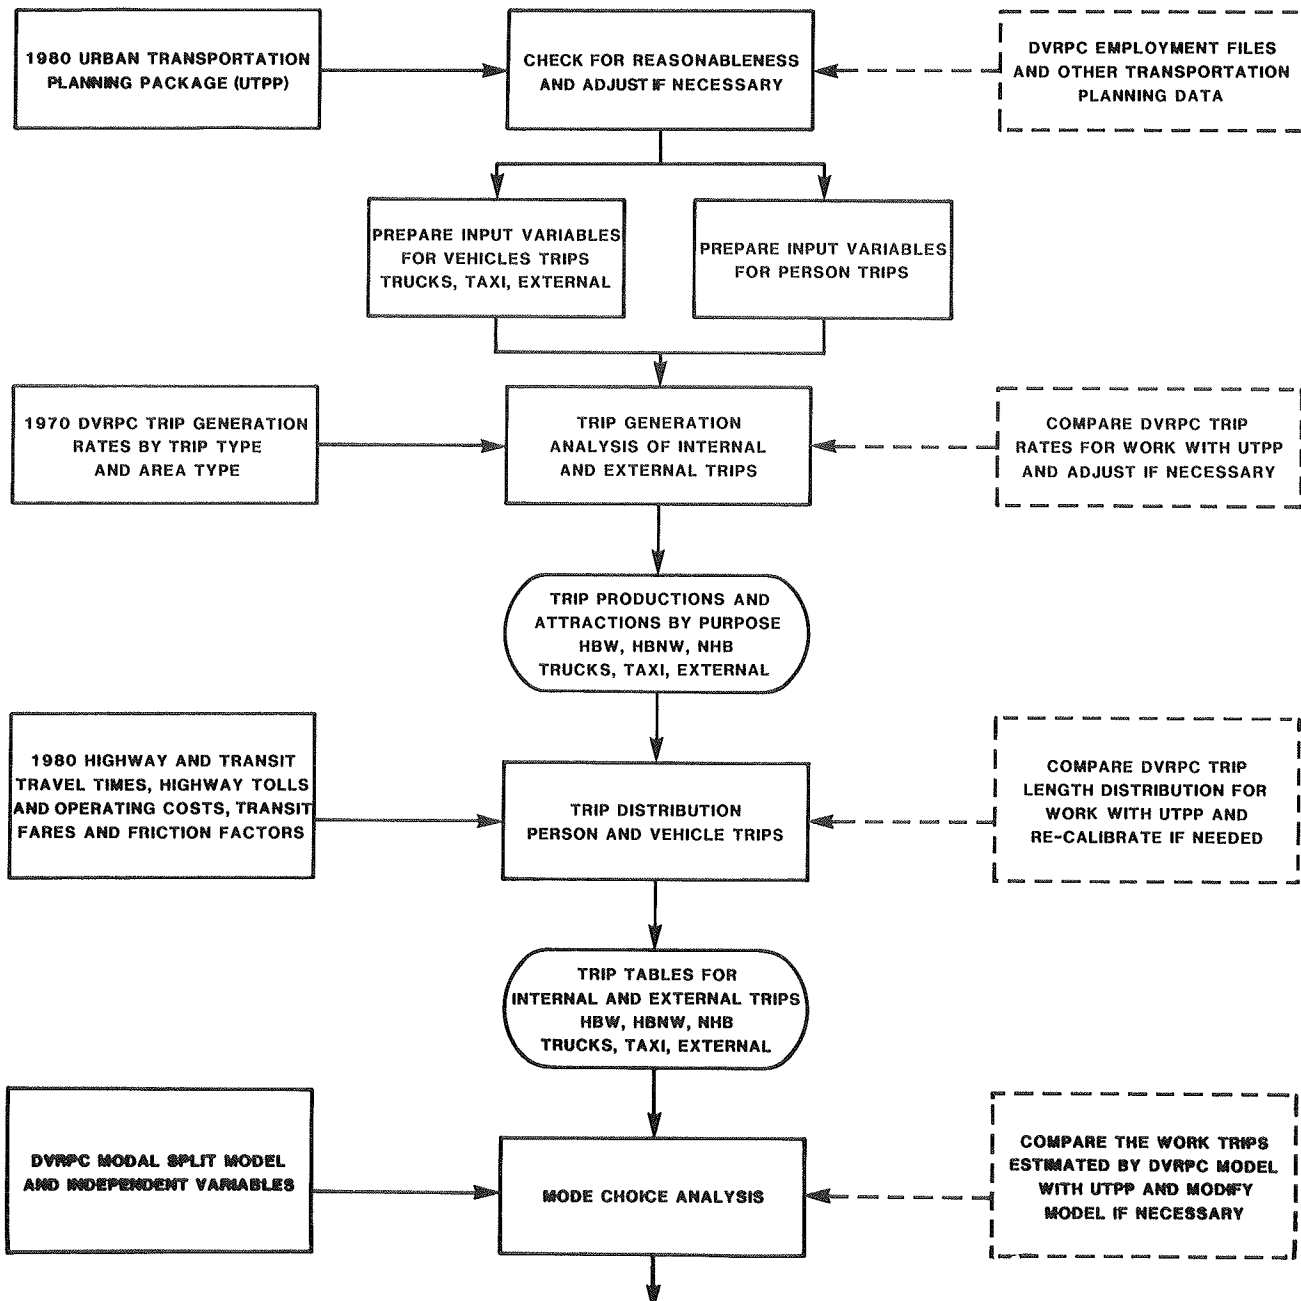 1980 URBAN TRANSPORTATION
PLANNING PACKAGE (UTPP)
CHECK FOR REASONABLENESS
AND ADJUST IF NECESSARY
DVRPC EMPLOYMENT FILES
AND OTHER TRANSPORTATION
PLANNING DATA
PREPARE INPUT VARIABLES
FOR VEHICLES TRIPS
TRUCKS, TAXI, EXTERNAL
PREPARE INPUT VARIABLES
FOR PERSON TRIPS
1970 DVRPC TRIP GENERATION
RATES BY TRIP TYPE
AND AREA TYPE
TRIP GENERATION
ANALYSIS OF INTERNAL
AND EXTERNAL TRIPS
COMPARE DVRPC TRIP
RATES FOR WORK WITH UTPP
AND ADJUST IF NECESSARY
TRIP PRODUCTIONS AND
ATTRACTIONS BY PURPOSE
HBW, HBNW, NHB
TRUCKS, TAXI, EXTERNAL
1980 HIGHWAY AND TRANSIT
TRAVEL TIMES, HIGHWAY TOLLS
AND OPERATING COSTS, TRANSIT
FARES AND FRICTION FACTORS
TRIP DISTRIBUTION
PERSON AND VEHICLE TRIPS
COMPARE DVRPC TRIP
LENGTH DISTRIBUTION FOR
WORK WITH UTPP AND
RE-CALIBRATE IF NEEDED
TRIP TABLES FOR
INTERNAL AND EXTERNAL TRIPS
HBW, HBNW, NHB
TRUCKS, TAXI, EXTERNAL
DVRPC MODAL SPLIT MODEL
AND INDEPENDENT VARIABLES
MODE CHOICE ANALYSIS
COMPARE THE WORK TRIPS
ESTIMATED BY DVRPC MODEL
WITH UTPP AND MODIFY
MODEL IF NECESSARY